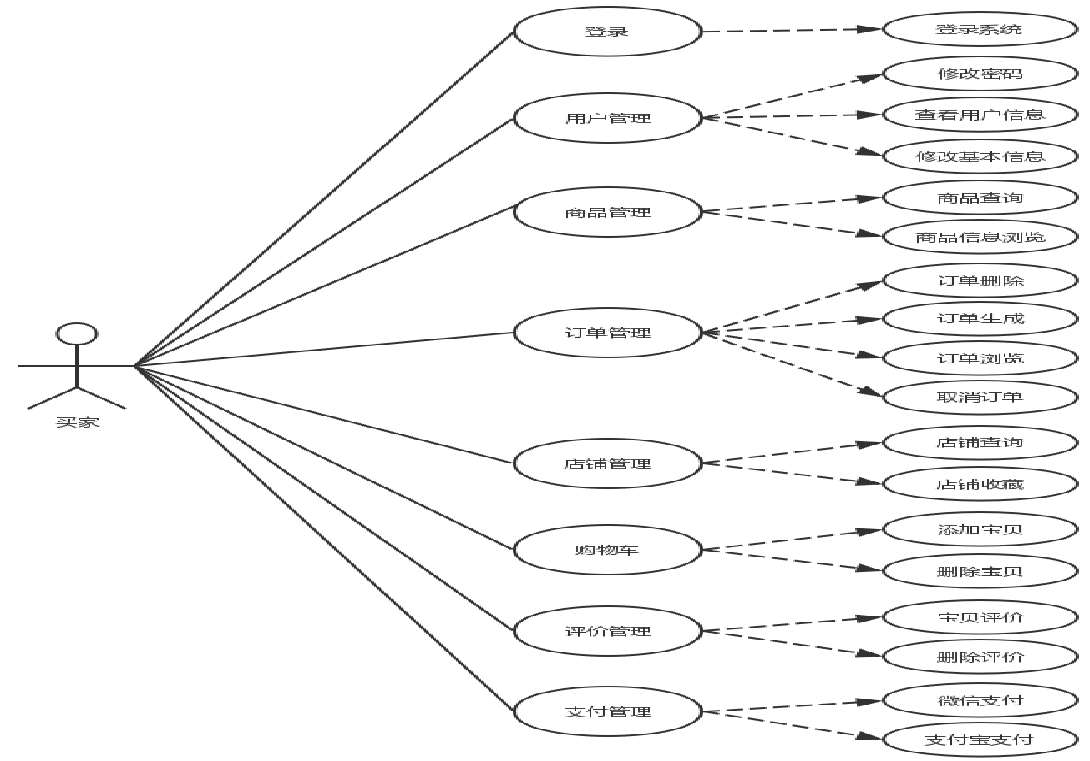 登录
登录系统
修改密码
用户管理
查看用户信息
修改基本信息
商品查询
商品管理
商品信息浏览
订单删除
订单生成
订单管理
订单浏览
取消订单
买家
店铺查询
店铺管理
店铺收藏
添加宝贝
购物车
删除宝贝
宝贝评价
评价管理
删除评价
微信支付
支付管理
支付宝支付